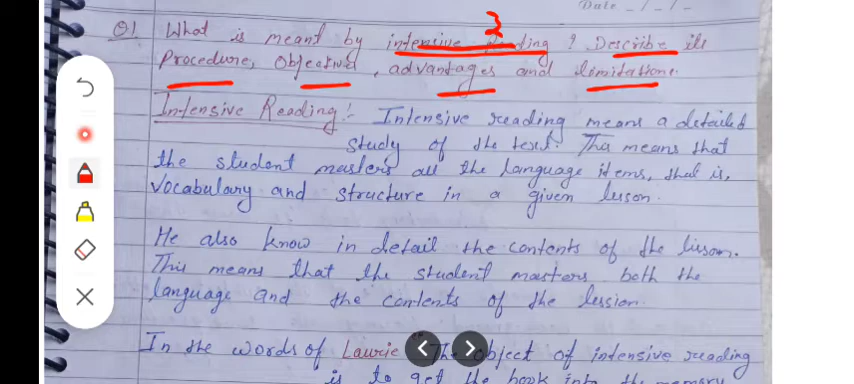 Date _ / _ / _
Q1 What is meant by intensive reading? Describe its
Procedure, Objectives, advantages and limitations.
Intensive Reading:- Intensive reading means a detailed
study of the text. This means that
the student masters all the language items, that is,
vocabulary and structure in a given lesson.
He also know in detail the contents of the lesson.
This means that the student masters both the
language and the contents of the lession.
In the words of Laurie "The object of intensive reading
is to get the book into the memory